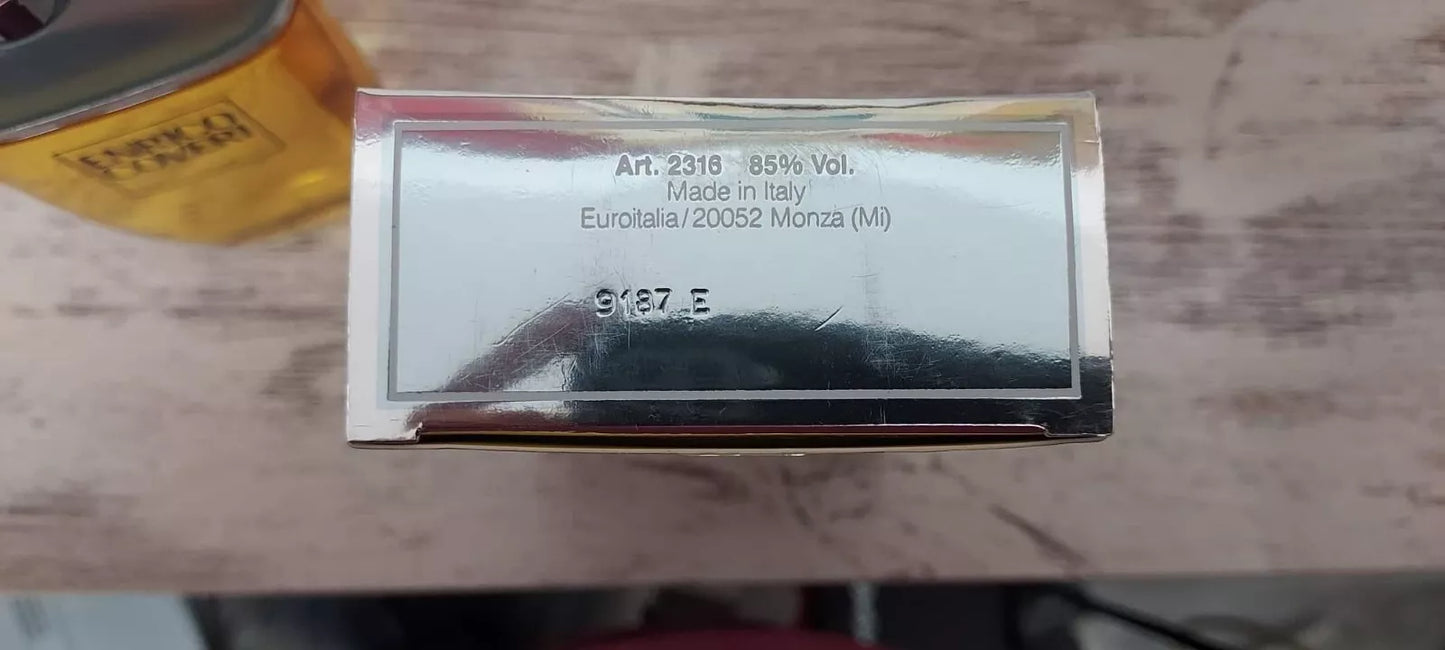 ENRICO
COVERI
Art. 2316 85% Vol.
Made in Italy
Euroitalia/20052 Monza (Mi)
9187 E